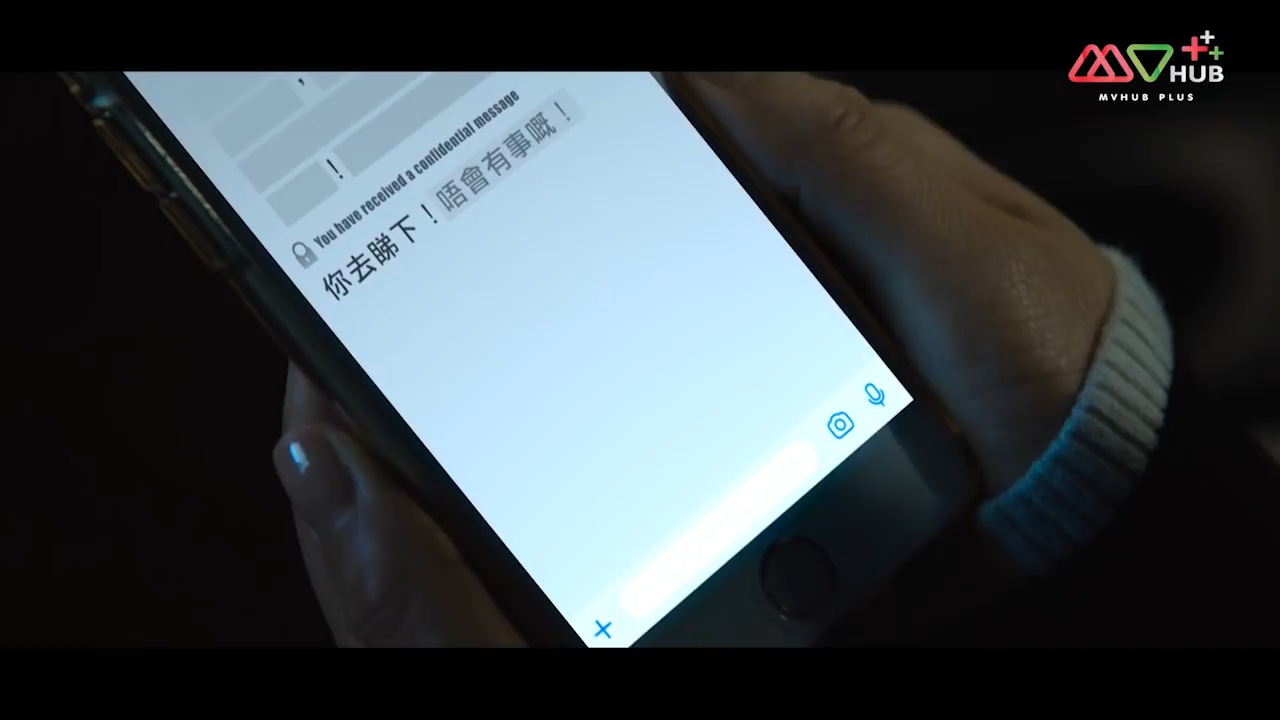 HUB
MVHUB PLUS
,
!
You have received a confidential message
你去睇下！唔會有事嘅！